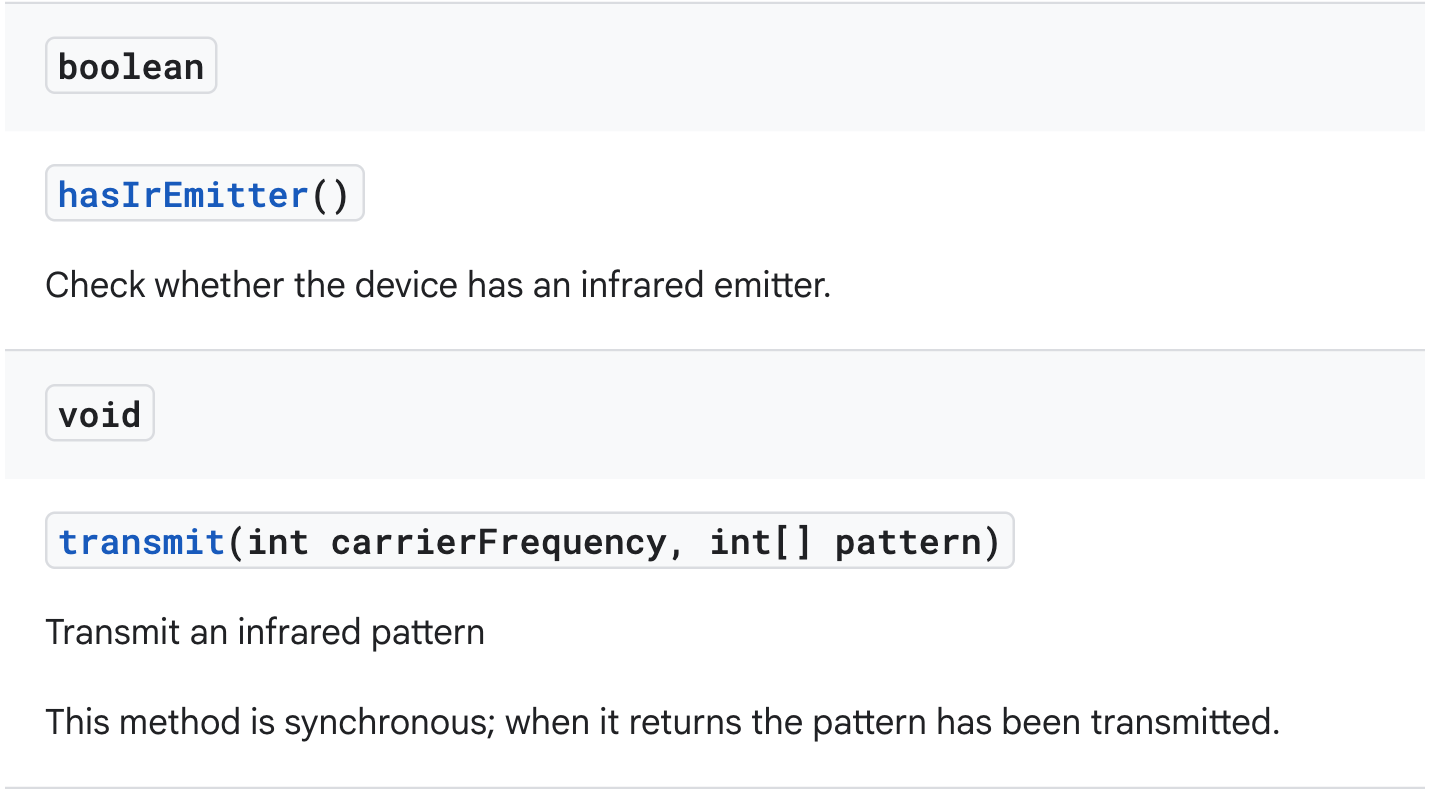 boolean
hasIrEmitter()
Check whether the device has an infrared emitter.
void
transmit(int carrierFrequency, int[] pattern)
Transmit an infrared pattern
This method is synchronous; when it returns the pattern has been transmitted.